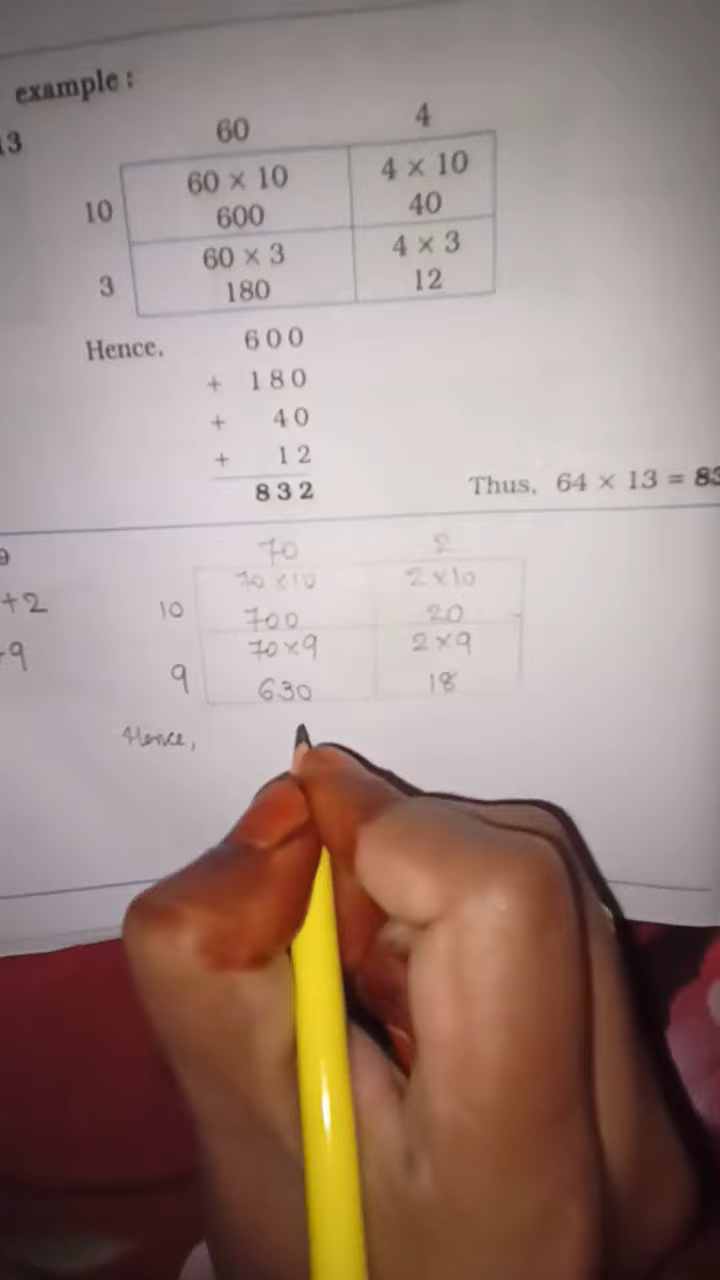 example :
13
60 4
10 60 × 10 4 × 10
600 40
3 60 × 3 4 × 3
180 12
Hence, 600
+ 180
+ 40
+ 12
832
Thus, 64 × 13 = 83
9
+2
+9
70 2
10 70×10 2×10
700 20
9 70×9 2×9
630 18
Hence,